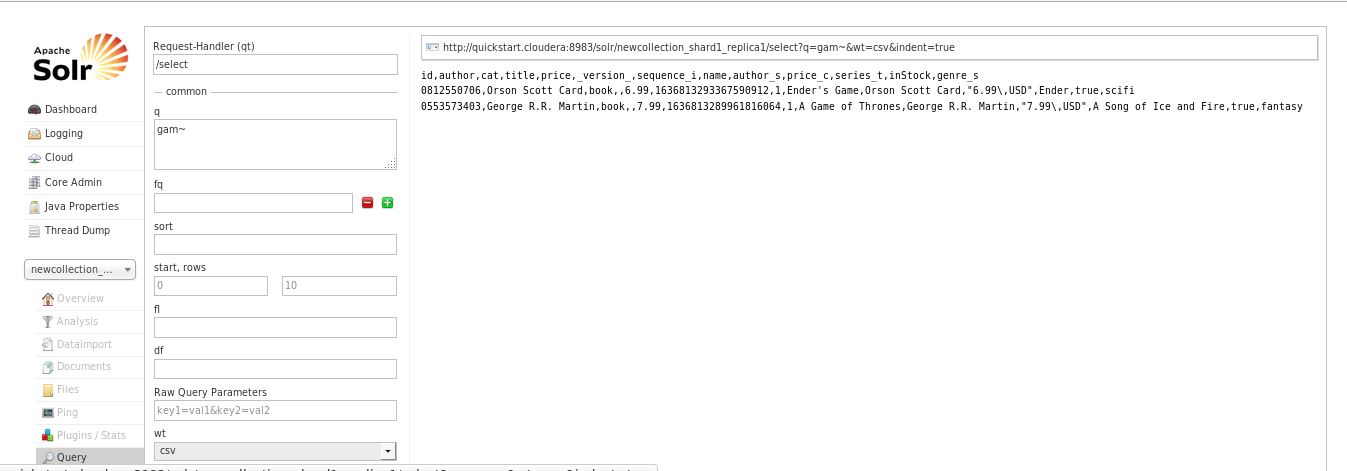 Apache
Solr
Dashboard
Logging
Cloud
Core Admin
Java Properties
Thread Dump
newcollection_...
Overview
Analysis
Dataimport
Documents
Files
Ping
Plugins / Stats
Query
Request-Handler (qt)
/select
common
q
gam~
fq
sort
start, rows
0 10
fl
df
Raw Query Parameters
key1=val1&key2=val2
wt
csv
http://quickstart.cloudera:8983/solr/newcollection_shard1_replica1/select?q=gam~&wt=csv&indent=true
id,author,cat,title,price,_version_,sequence_i,name,author_s,price_c,series_t,inStock,genre_s
0812550706,Orson Scott Card,book,,6.99,1636813293367590912,1,Ender's Game,Orson Scott Card,"6.99\,USD",Ender,true,scifi
0553573403,George R.R. Martin,book,,7.99,1636813289961816064,1,A Game of Thrones,George R.R. Martin,"7.99\,USD",A Song of Ice and Fire,true,fantasy